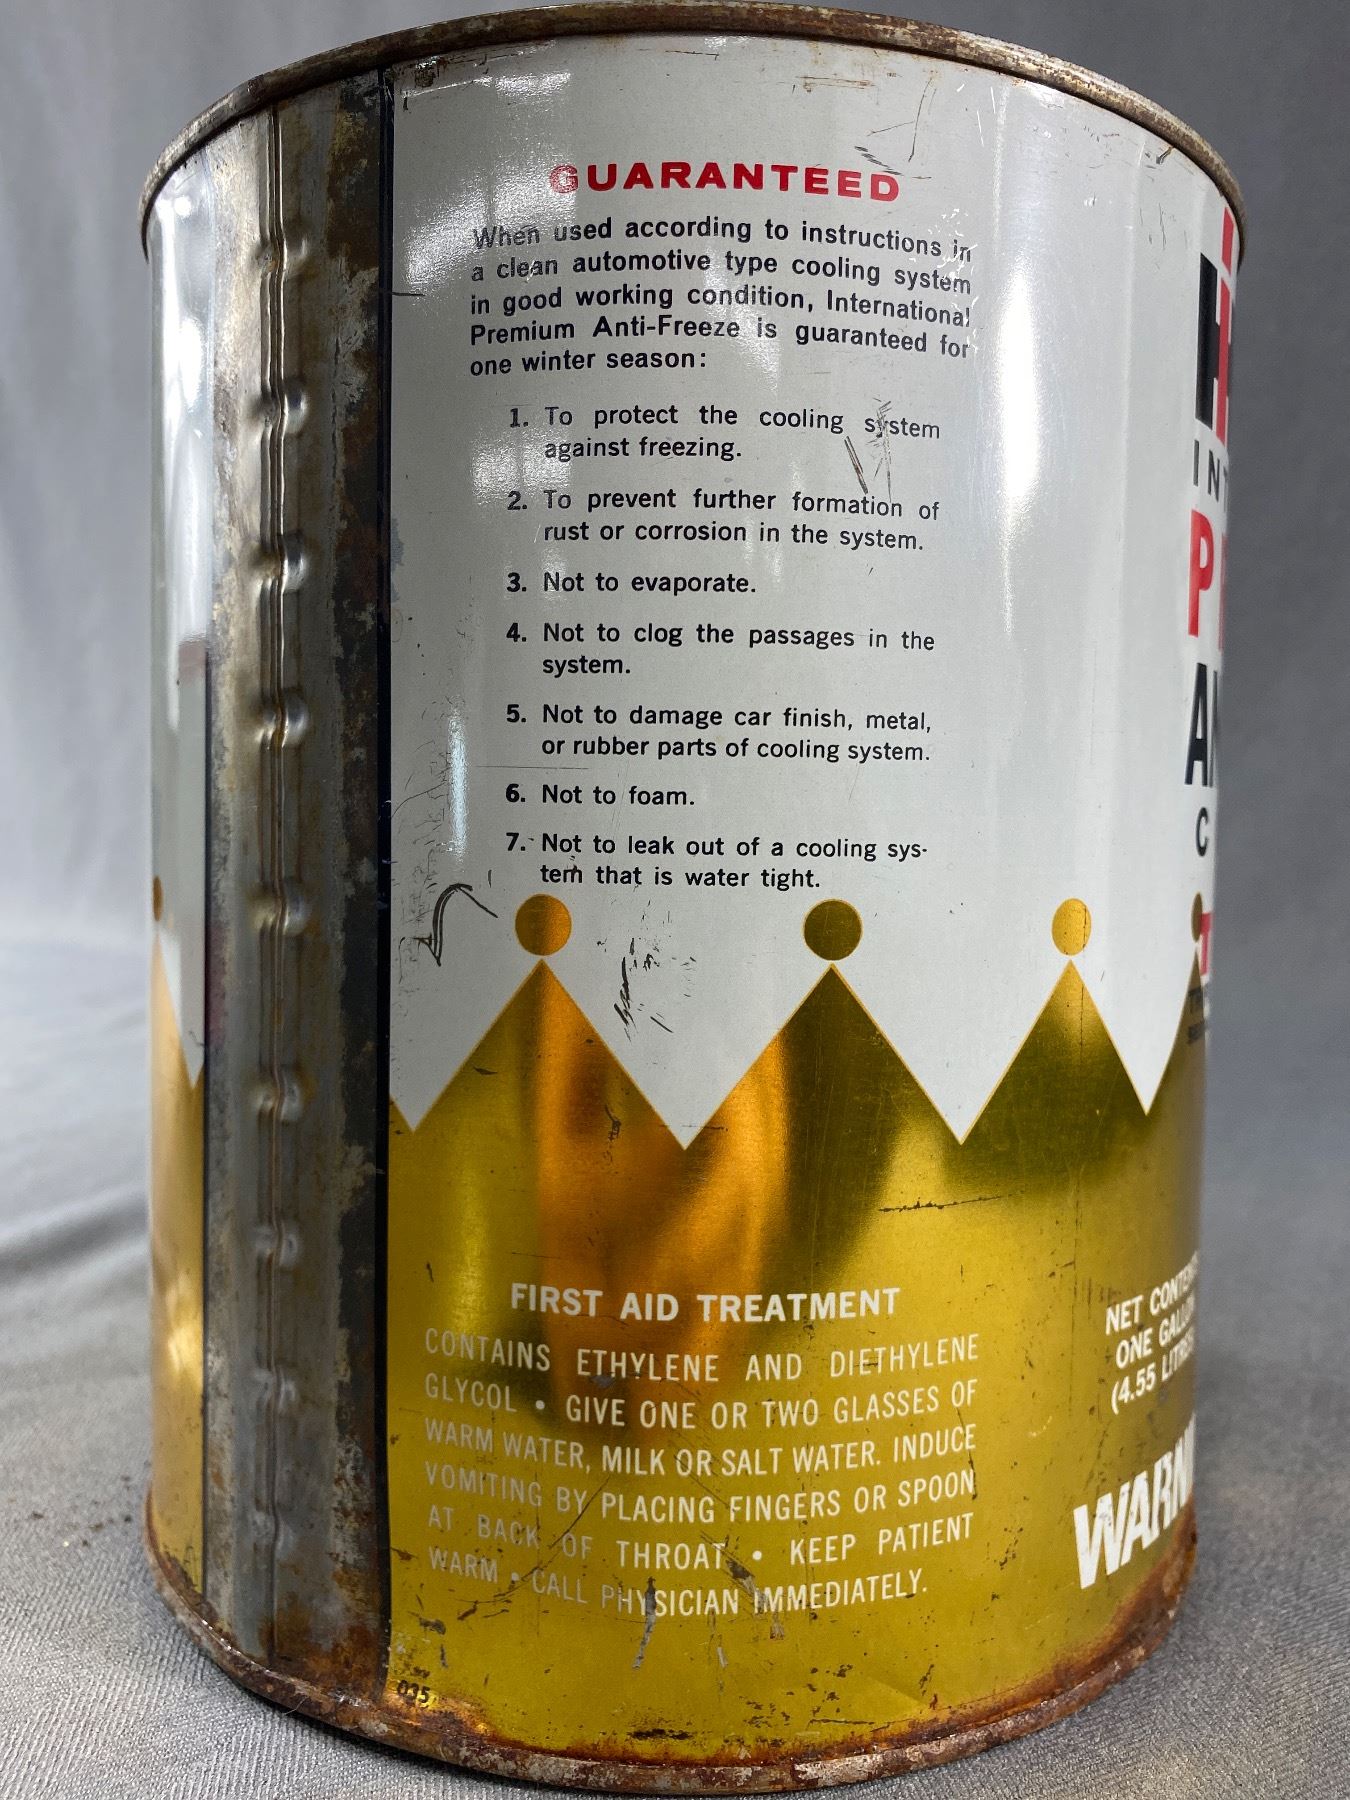 GUARANTEED
When used according to instructions in
a clean automotive type cooling system
in good working condition, International
Premium Anti-Freeze is guaranteed for
one winter season:
1. To protect the cooling system
against freezing.
2. To prevent further formation of
rust or corrosion in the system.
3. Not to evaporate.
4. Not to clog the passages in the
system.
5. Not to damage car finish, metal,
or rubber parts of cooling system.
6. Not to foam.
7. Not to leak out of a cooling sys-
tem that is water tight.
FIRST AID TREATMENT
CONTAINS ETHYLENE AND DIETHYLENE
GLYCOL • GIVE ONE OR TWO GLASSES OF
WARM WATER, MILK OR SALT WATER. INDUCE
VOMITING BY PLACING FINGERS OR SPOON
AT BACK OF THROAT • KEEP PATIENT
WARM • CALL PHYSICIAN IMMEDIATELY.
035
NET
ONE
(4.55